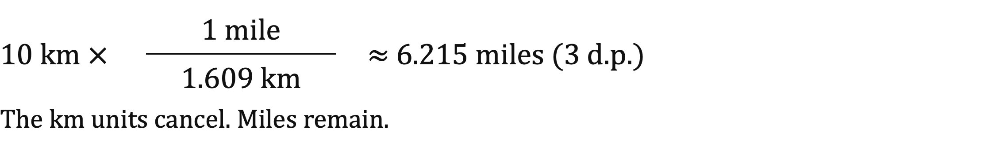 10 km × 1 mile / 1.609 km ≈ 6.215 miles (3 d.p.)
The km units cancel. Miles remain.